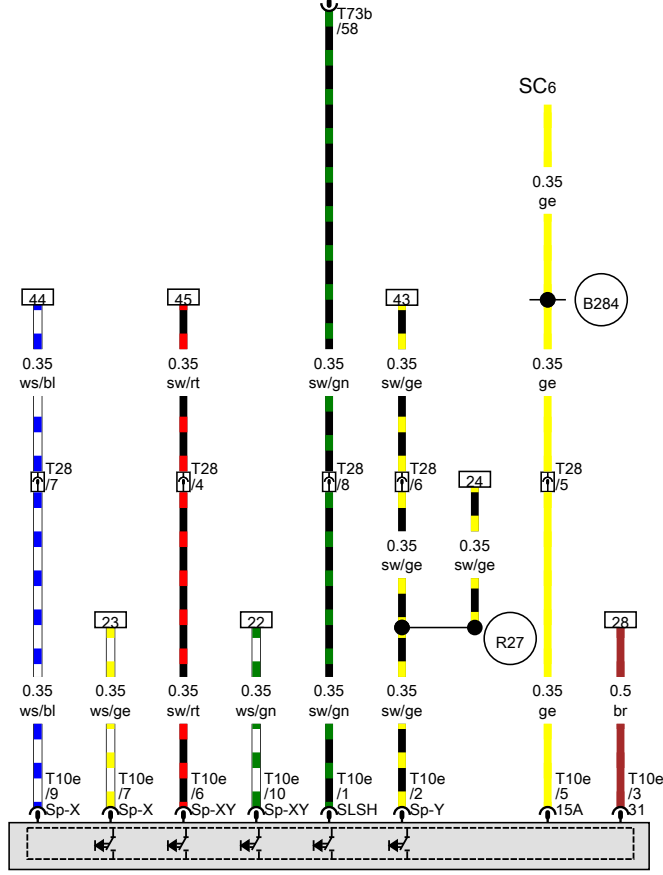 T73b
/58
SC6
0.35
ge
44
45
43
B284
0.35
ws/bl
0.35
sw/rt
0.35
sw/gn
0.35
sw/ge
0.35
ge
T28
/7
T28
/4
T28
/8
T28
/6
24
T28
/5
0.35
sw/ge
0.35
sw/ge
23
22
R27
28
0.35
ws/bl
0.35
ws/ge
0.35
sw/rt
0.35
ws/gn
0.35
sw/gn
0.35
sw/ge
0.35
ge
0.5
br
T10e
/9
Sp-X
T10e
/7
Sp-X
T10e
/6
Sp-XY
T10e
/10
Sp-XY
T10e
/1
SLSH
T10e
/2
Sp-Y
T10e
/5
15A
T10e
/3
31